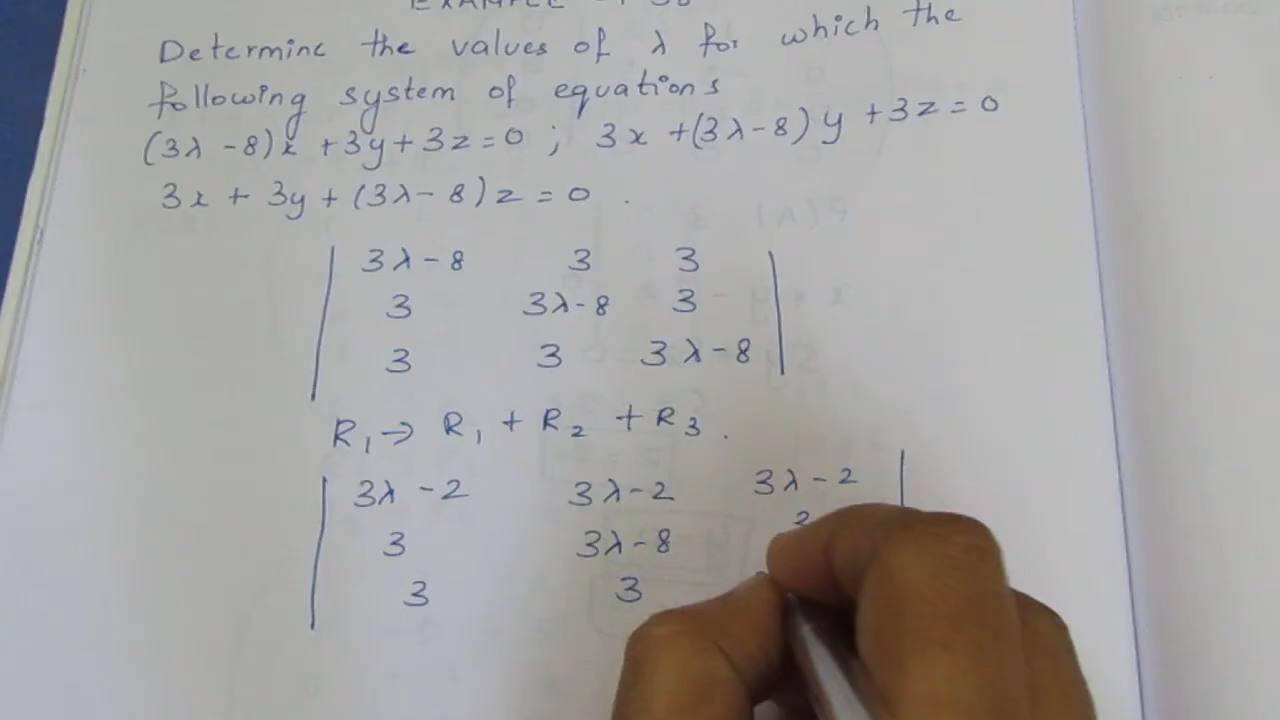 EXAMPLE
Determine the values of λ for which the
following system of equations
(3λ-8)x +3y+3z=0 ; 3x +(3λ-8)y +3z=0
3x + 3y + (3λ-8)z=0 .
3λ-8 3 3
3 3λ-8 3
3 3 3λ-8
R₁→ R₁ + R₂ + R₃ .
3λ-2 3λ-2 3λ-2
3 3λ-8
3 3